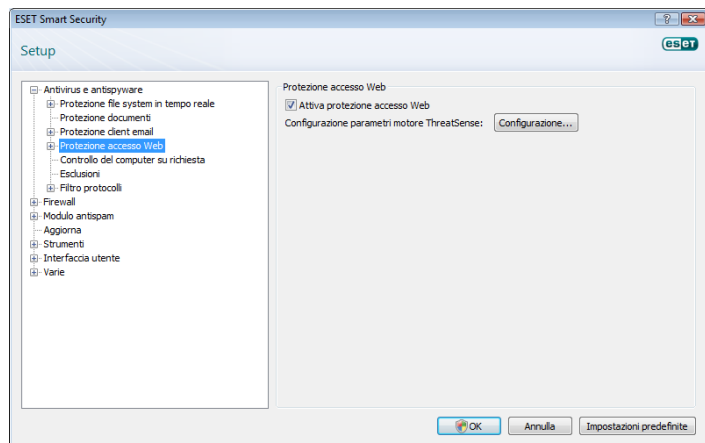 ESET Smart Security
Setup
eset
Antivirus e antispyware
Protezione file system in tempo reale
Protezione documenti
Protezione client email
Protezione accesso Web
Controllo del computer su richiesta
Esclusioni
Filtro protocolli
Firewall
Modulo antispam
Aggiorna
Strumenti
Interfaccia utente
Varie
Protezione accesso Web
Attiva protezione accesso Web
Configurazione parametri motore ThreatSense: Configurazione...
OK Annulla Impostazioni predefinite